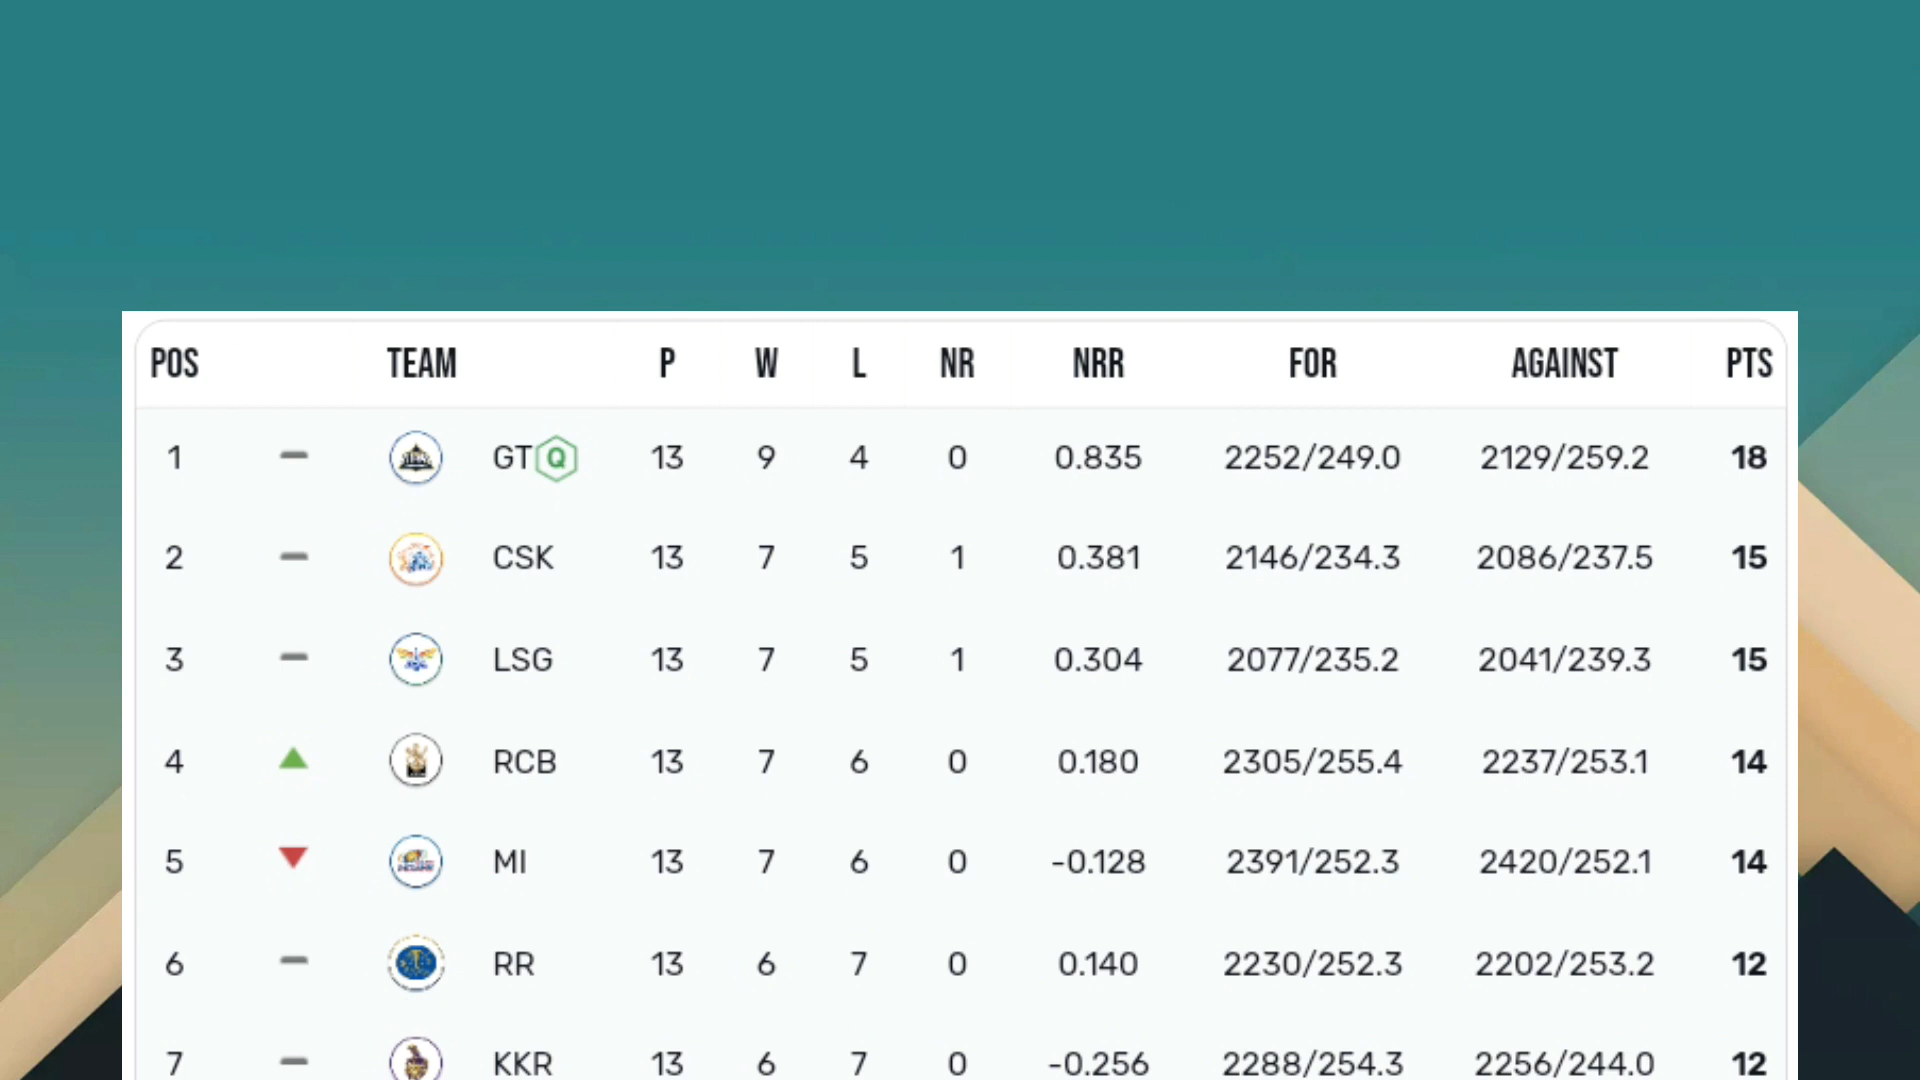 POS TEAM P W L NR NRR FOR AGAINST PTS
1 GT Q 13 9 4 0 0.835 2252/249.0 2129/259.2 18
2 CSK 13 7 5 1 0.381 2146/234.3 2086/237.5 15
3 LSG 13 7 5 1 0.304 2077/235.2 2041/239.3 15
4 RCB 13 7 6 0 0.180 2305/255.4 2237/253.1 14
5 MI 13 7 6 0 -0.128 2391/252.3 2420/252.1 14
6 RR 13 6 7 0 0.140 2230/252.3 2202/253.2 12
7 KKR 13 6 7 0 -0.256 2288/254.3 2256/244.0 12